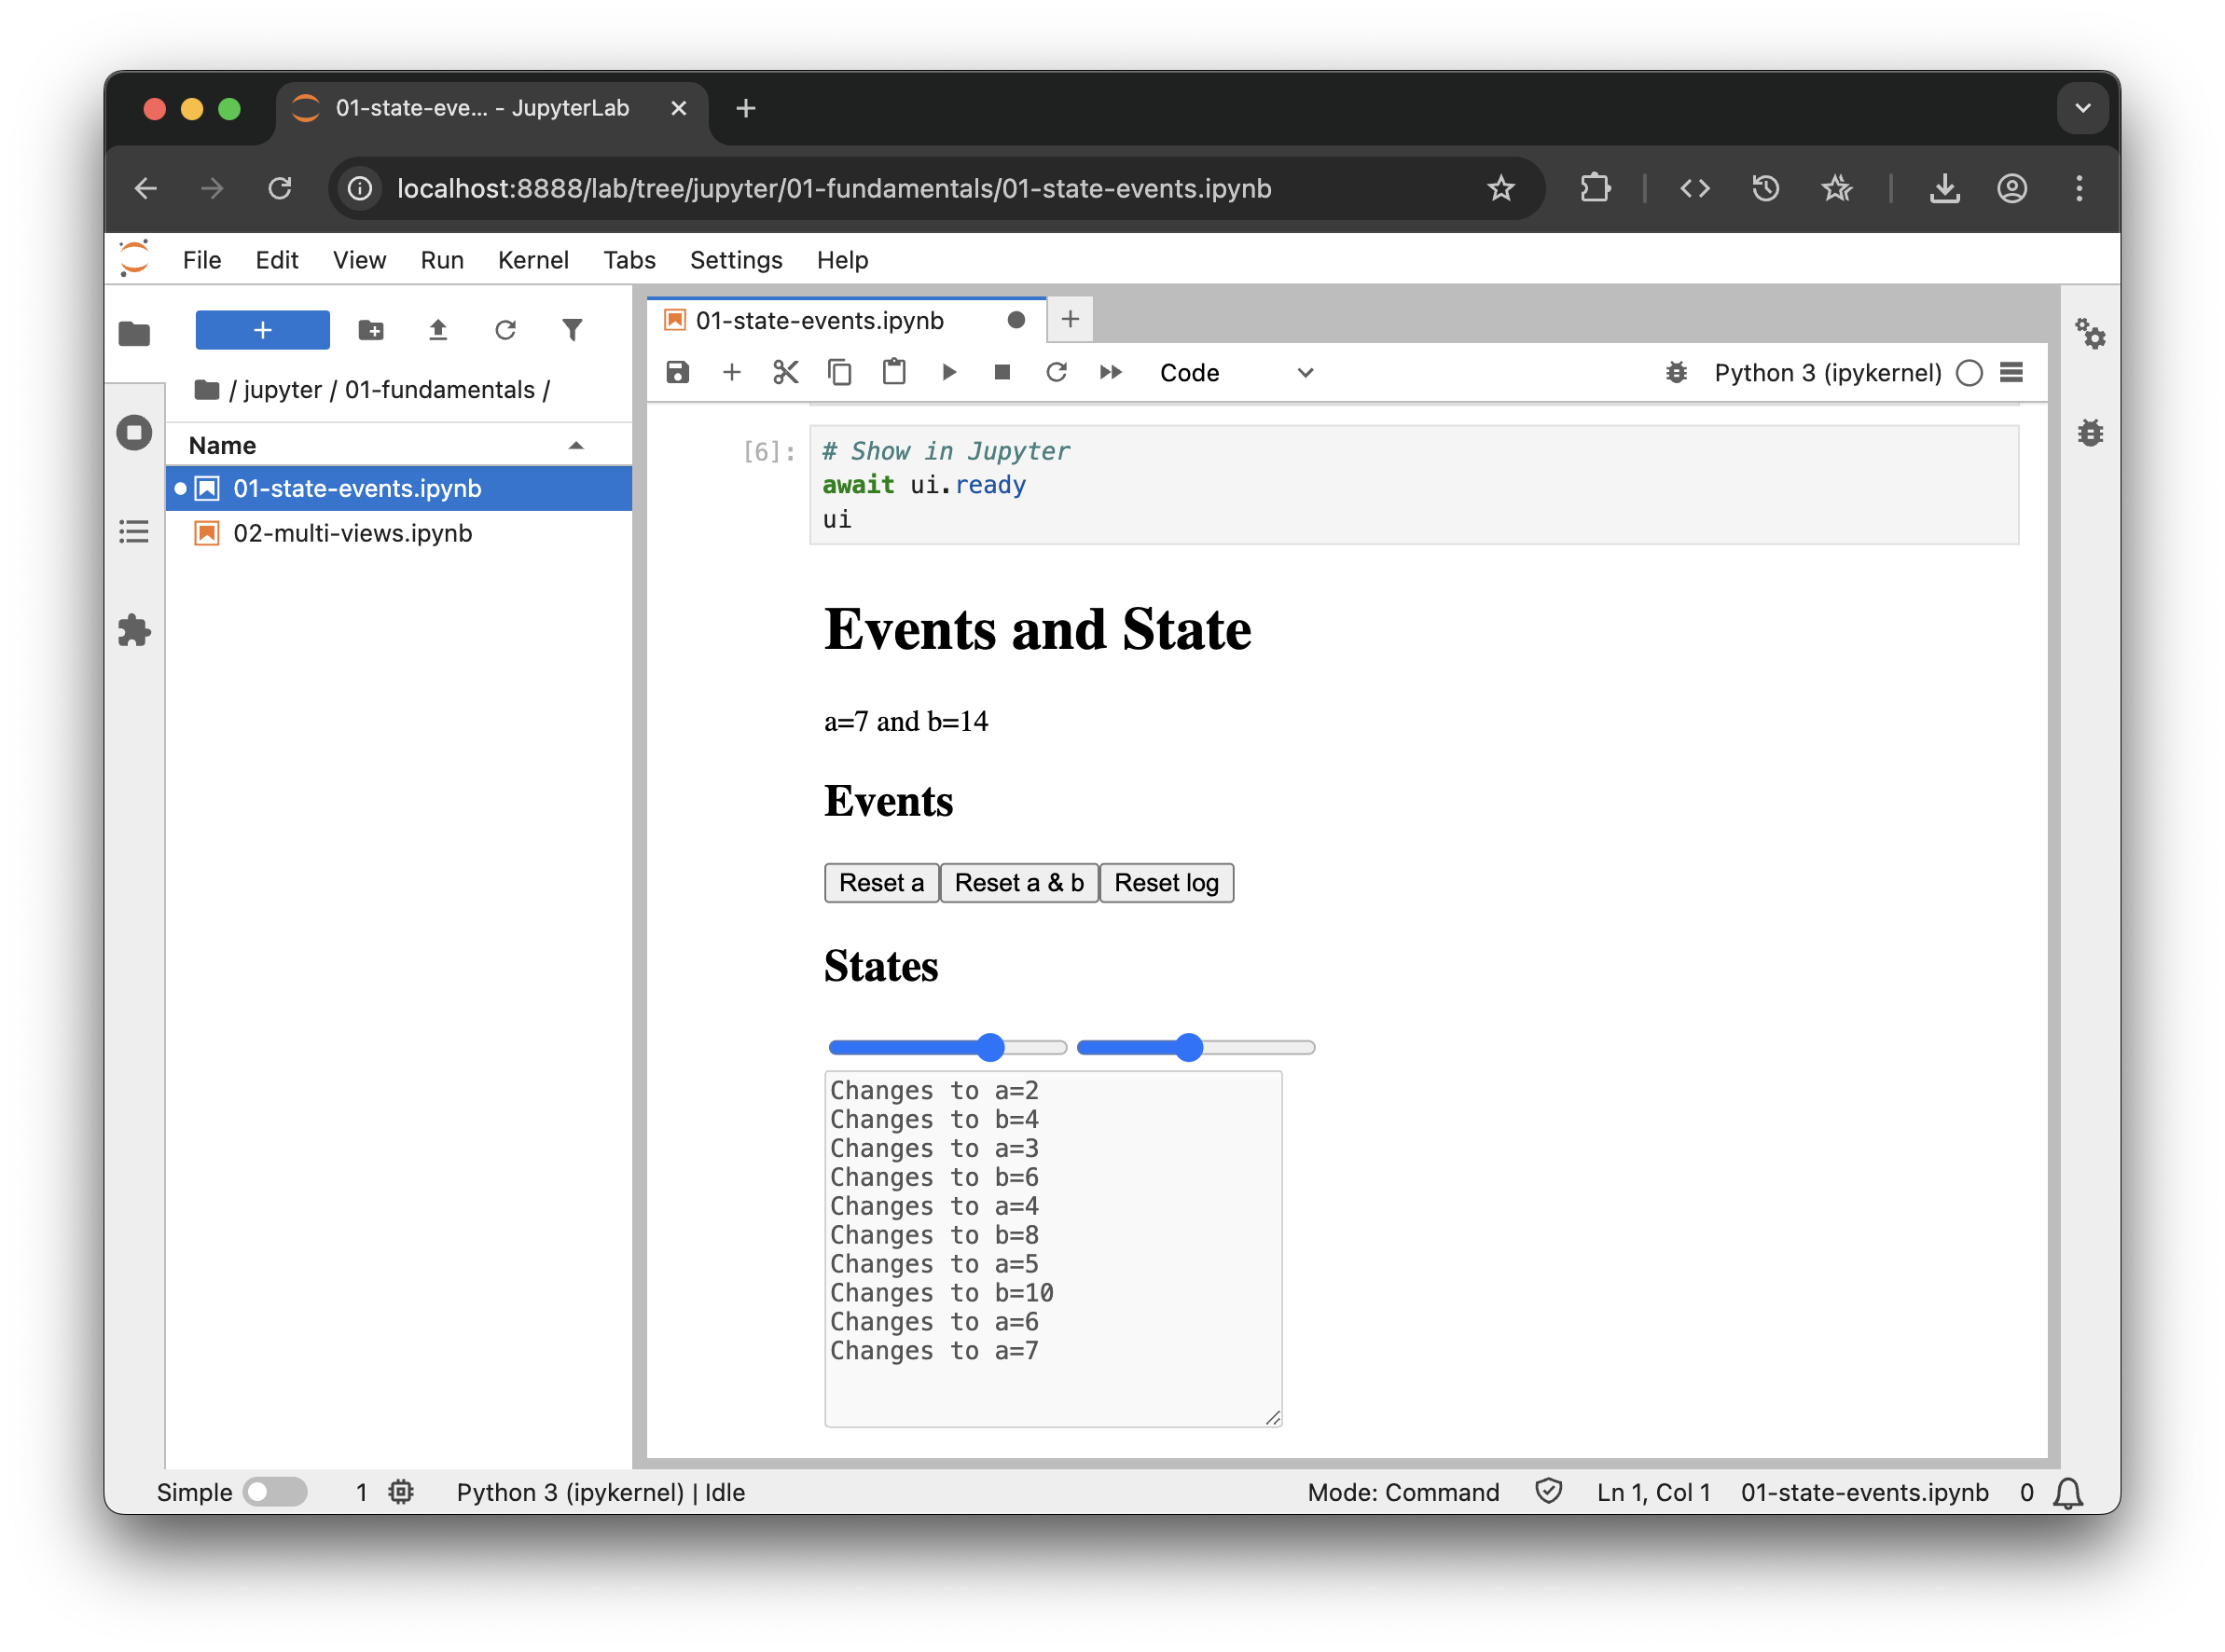 01-state-eve... - JupyterLab
localhost:8888/lab/tree/jupyter/01-fundamentals/01-state-events.ipynb
File Edit View Run Kernel Tabs Settings Help
/ jupyter / 01-fundamentals /
Name
01-state-events.ipynb
02-multi-views.ipynb
01-state-events.ipynb
Code
Python 3 (ipykernel)
[6]:
# Show in Jupyter
await ui.ready
ui
Events and State
a=7 and b=14
Events
Reset a Reset a & b Reset log
States
Changes to a=2
Changes to b=4
Changes to a=3
Changes to b=6
Changes to a=4
Changes to b=8
Changes to a=5
Changes to b=10
Changes to a=6
Changes to a=7
Simple 1 Python 3 (ipykernel) | Idle Mode: Command Ln 1, Col 1 01-state-events.ipynb 0